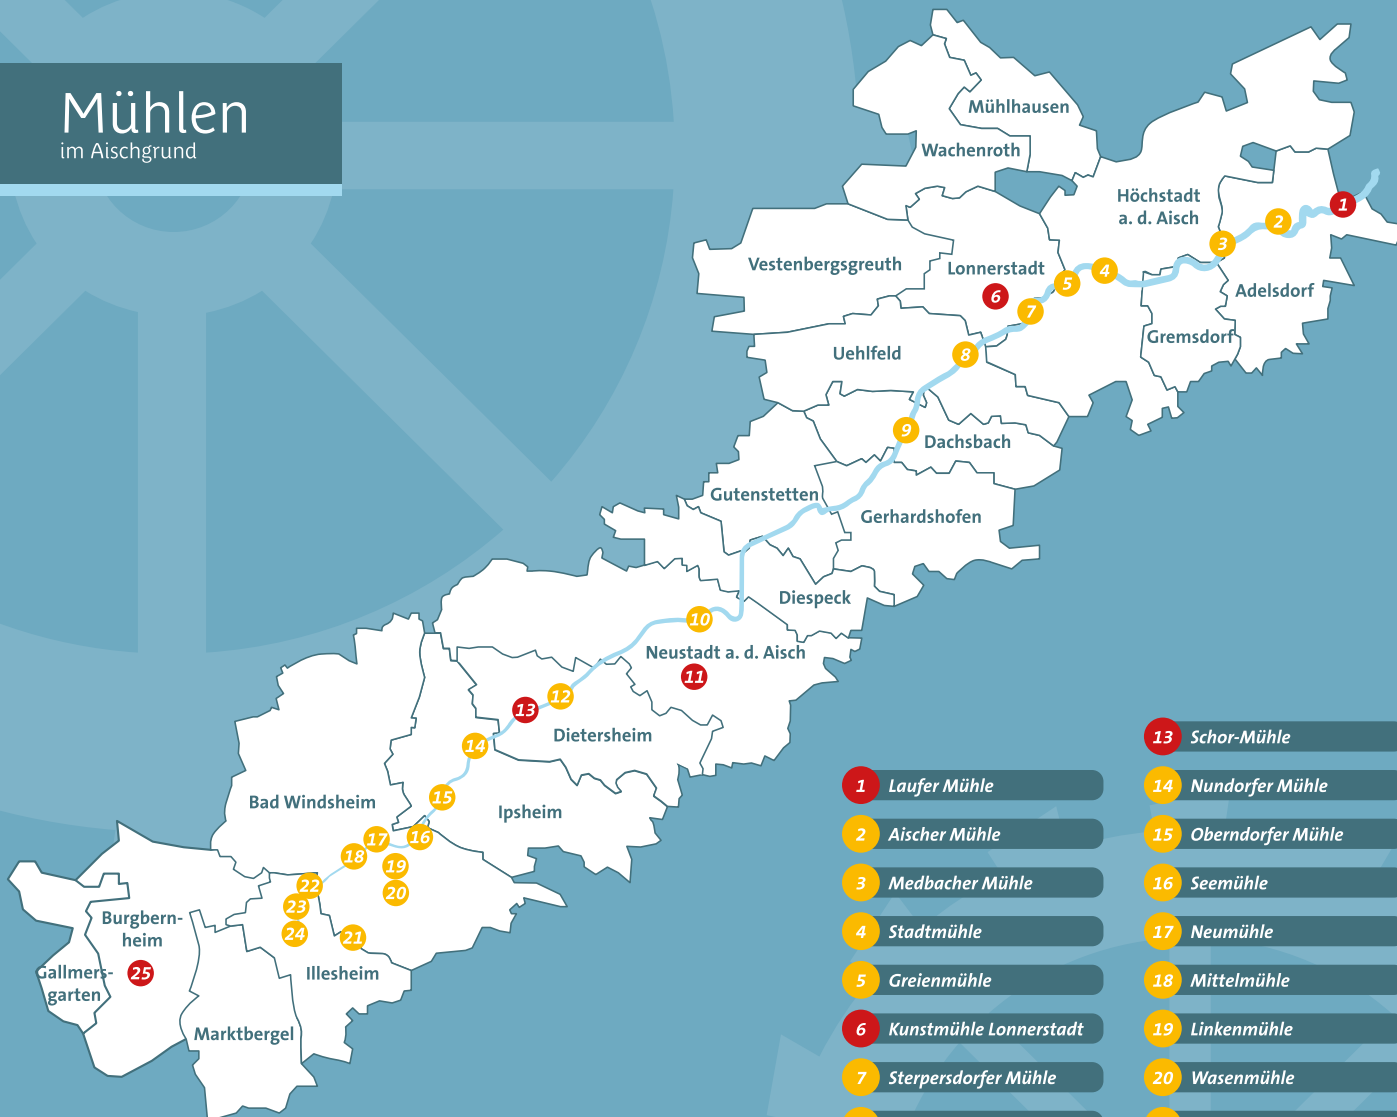 Mühlen
im Aischgrund
Mühlhausen
Wachenroth
Höchstadt
a. d. Aisch
1
2
3
Vestenbergsgreuth
Lonnerstadt
4
5
6
7
Adelsdorf
Gremsdorf
Uehlfeld
8
9
Dachsbach
Gutenstetten
Gerhardshofen
Diespeck
10
Neustadt a. d. Aisch
11
12
13
Dietersheim
14
15
Bad Windsheim
Ipsheim
16
17
18
19
20
22
23
24
21
Burgbern-
heim
25
Gallmers-
garten
Illesheim
Marktbergel
1 Laufer Mühle
2 Aischer Mühle
3 Medbacher Mühle
4 Stadtmühle
5 Greienmühle
6 Kunstmühle Lonnerstadt
7 Sterpersdorfer Mühle
13 Schor-Mühle
14 Nundorfer Mühle
15 Oberndorfer Mühle
16 Seemühle
17 Neumühle
18 Mittelmühle
19 Linkenmühle
20 Wasenmühle